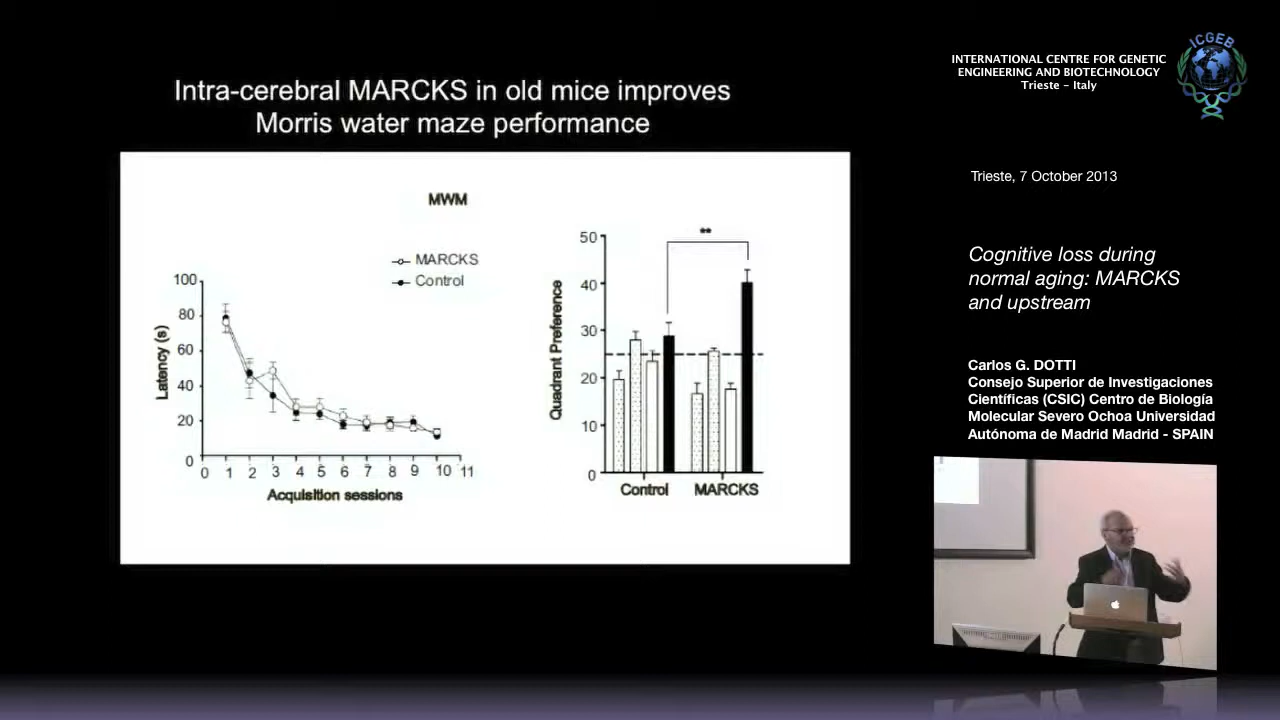 Intra-cerebral MARCKS in old mice improves
Morris water maze performance
MWM
MARCKS
Control
100
80
60
40
20
0
Latency (s)
0 1 2 3 4 5 6 7 8 9 10 11
Acquisition sessions
**
50
40
30
20
10
0
Quadrant Preference
Control MARCKS
INTERNATIONAL CENTRE FOR GENETIC
ENGINEERING AND BIOTECHNOLOGY
Trieste - Italy
ICGEB
Trieste, 7 October 2013
Cognitive loss during
normal aging: MARCKS
and upstream
Carlos G. DOTTI
Consejo Superior de Investigaciones
Científicas (CSIC) Centro de Biología
Molecular Severo Ochoa Universidad
Autónoma de Madrid Madrid - SPAIN